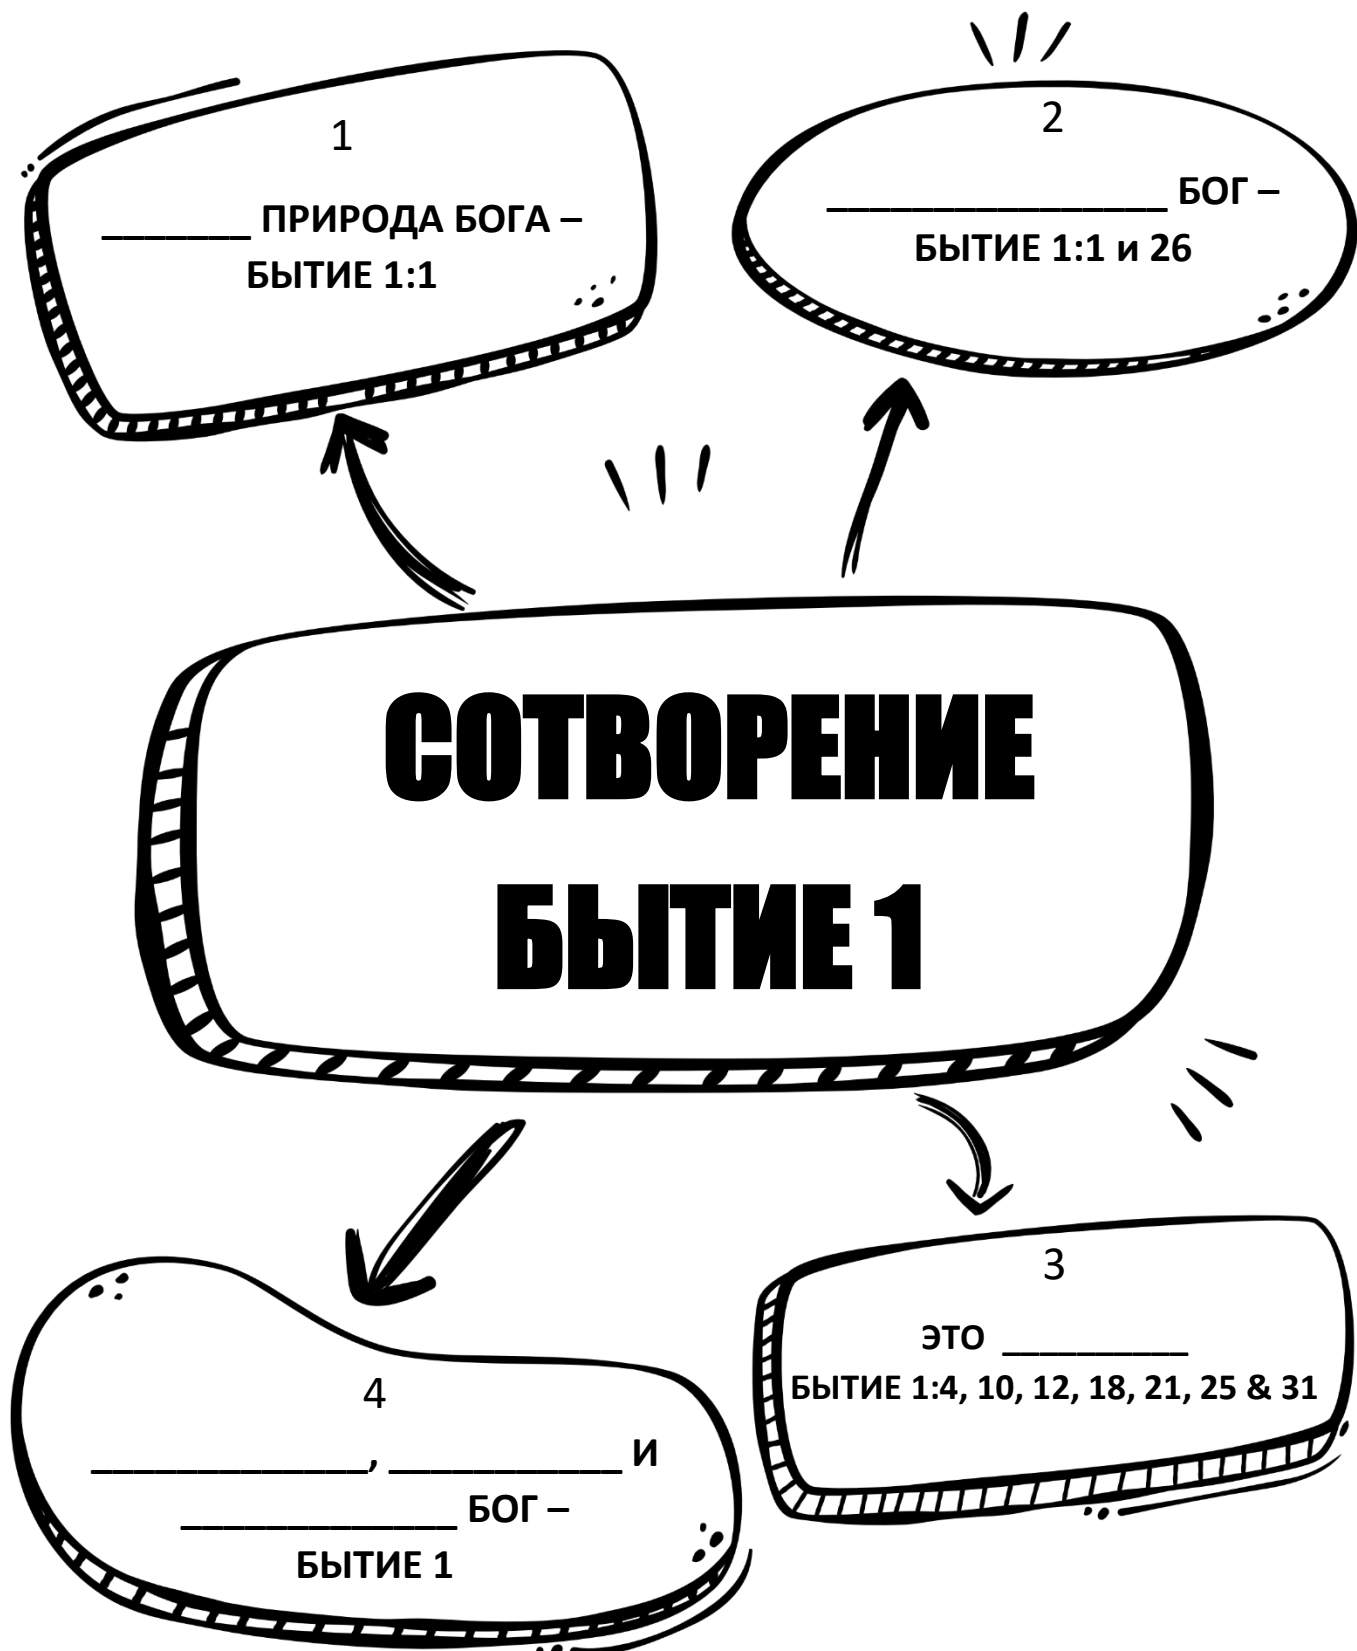 1
_______ ПРИРОДА БОГА –
БЫТИЕ 1:1
2
________________ БОГ –
БЫТИЕ 1:1 и 26
СОТВОРЕНИЕ
БЫТИЕ 1
3
ЭТО _________
БЫТИЕ 1:4, 10, 12, 18, 21, 25 & 31
4
_____________, ___________ И
_____________ БОГ –
БЫТИЕ 1